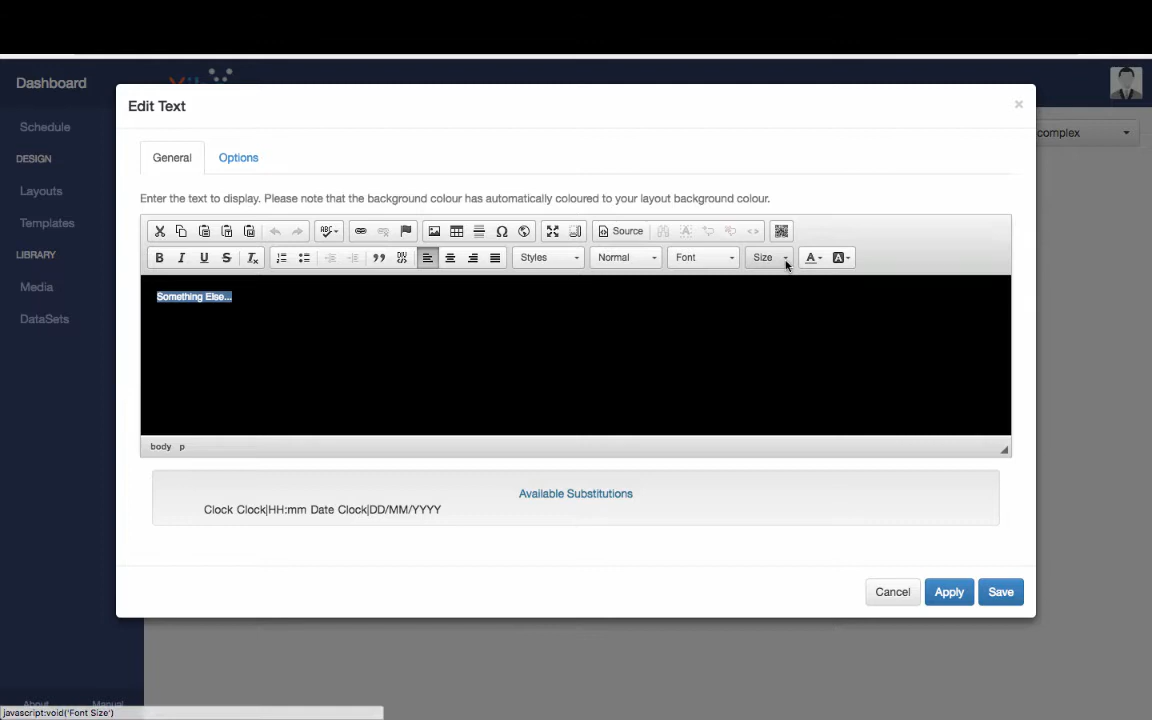 Dashboard
Schedule
DESIGN
Layouts
Templates
LIBRARY
Media
DataSets
complex
Edit Text
×
General Options
Enter the text to display. Please note that the background colour has automatically coloured to your layout background colour.
Source
Styles Normal Font Size
Something Else...
body p
Available Substitutions
Clock Clock|HH:mm Date Clock|DD/MM/YYYY
Cancel Apply Save
About Manual
javascript:void('Font Size')